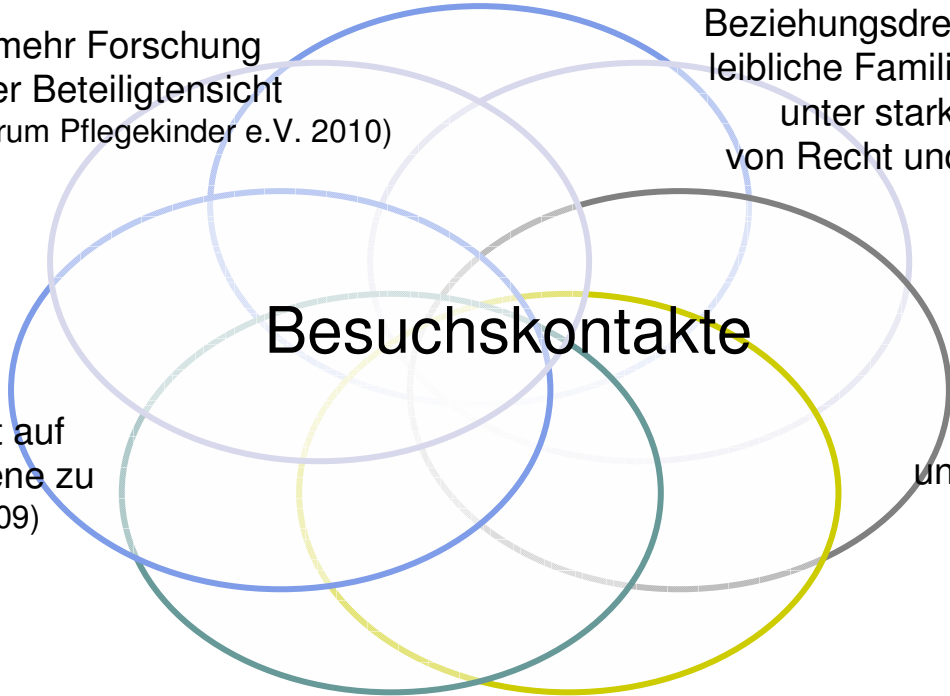 mehr Forschung
er Beteiligtensicht
rum Pflegekinder e.V. 2010)
Beziehungsdre
leibliche Famili
unter stark
von Recht und
Besuchskontakte
t auf
ene zu
09)
un